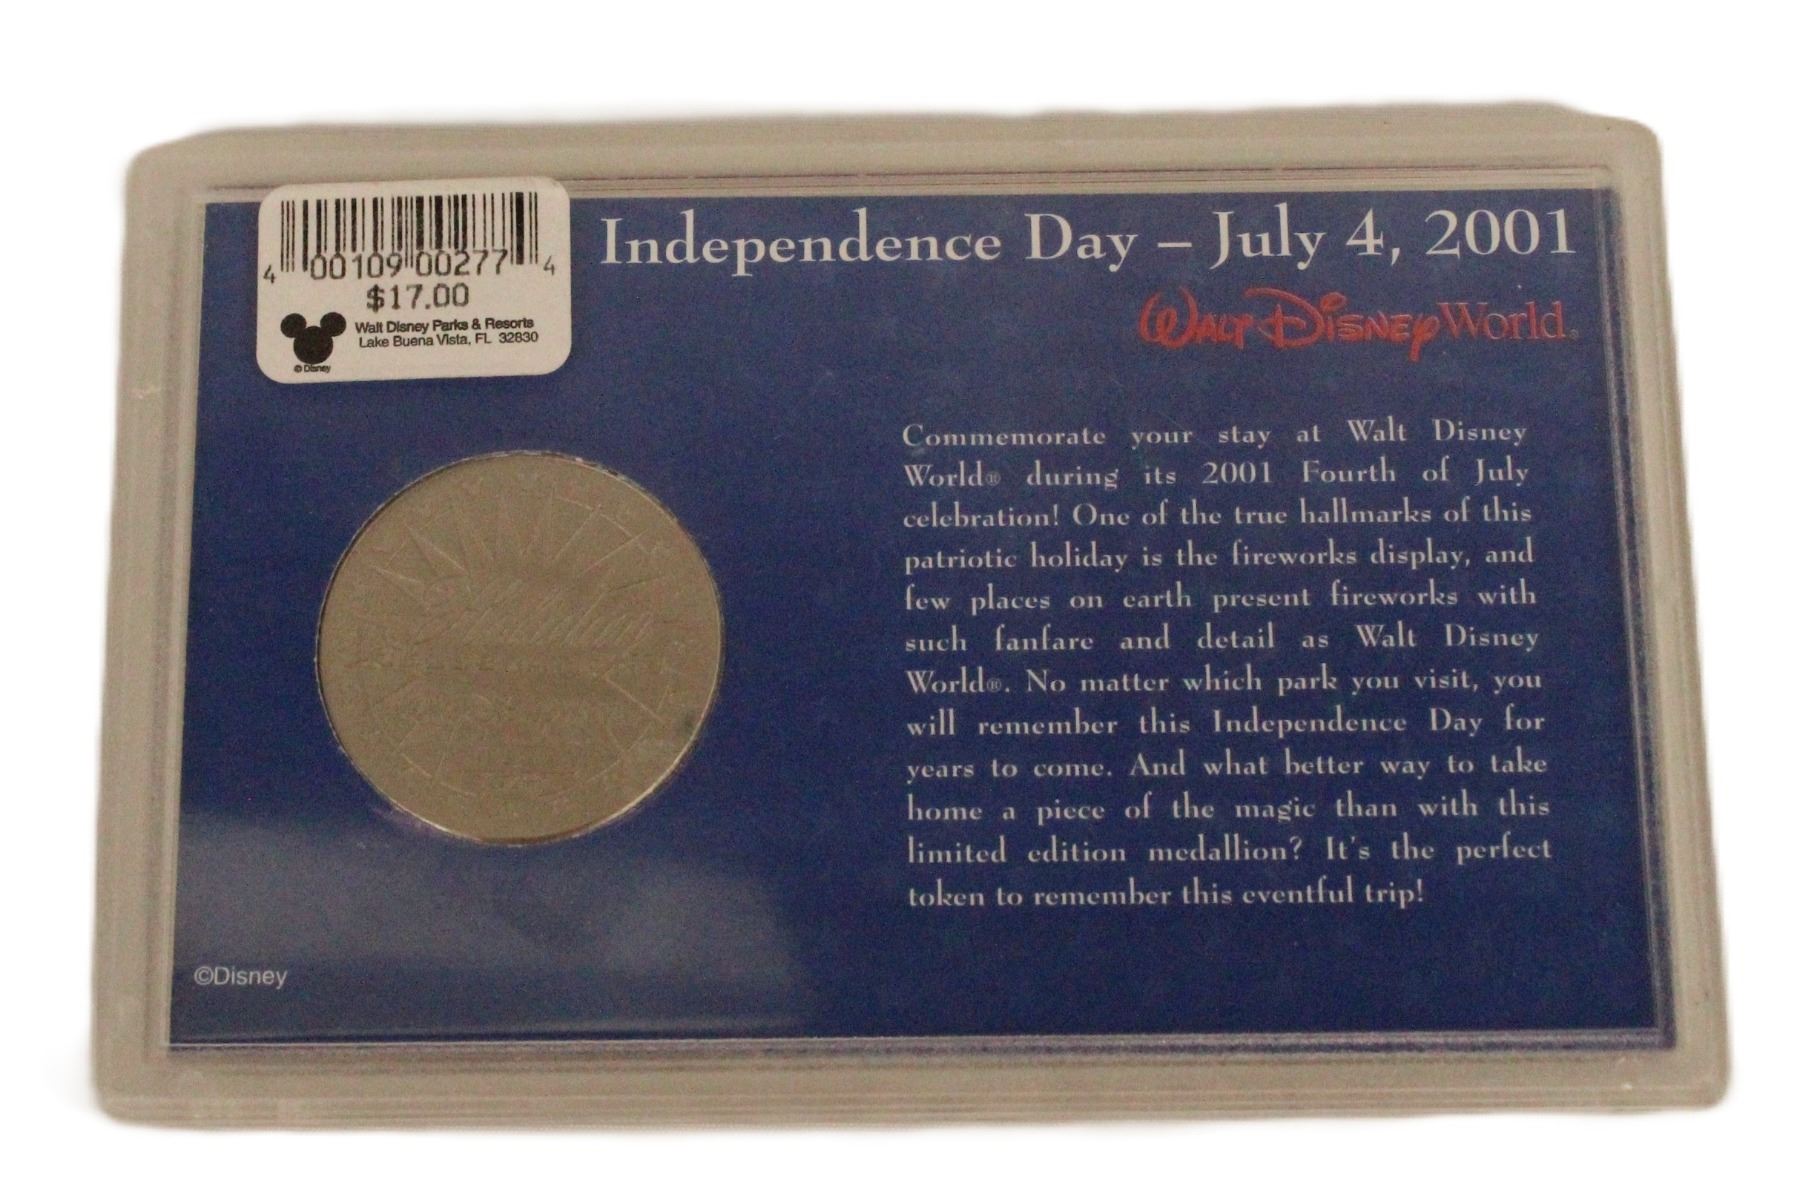 4 00109 00277 4
$17.00
Walt Disney Parks & Resorts
Lake Buena Vista, FL 32830
© Disney
Independence Day – July 4, 2001
Walt Disney World®
Commemorate your stay at Walt Disney
World® during its 2001 Fourth of July
celebration! One of the true hallmarks of this
patriotic holiday is the fireworks display, and
few places on earth present fireworks with
such fanfare and detail as Walt Disney
World®. No matter which park you visit, you
will remember this Independence Day for
years to come. And what better way to take
home a piece of the magic than with this
limited edition medallion? It's the perfect
token to remember this eventful trip!
©Disney